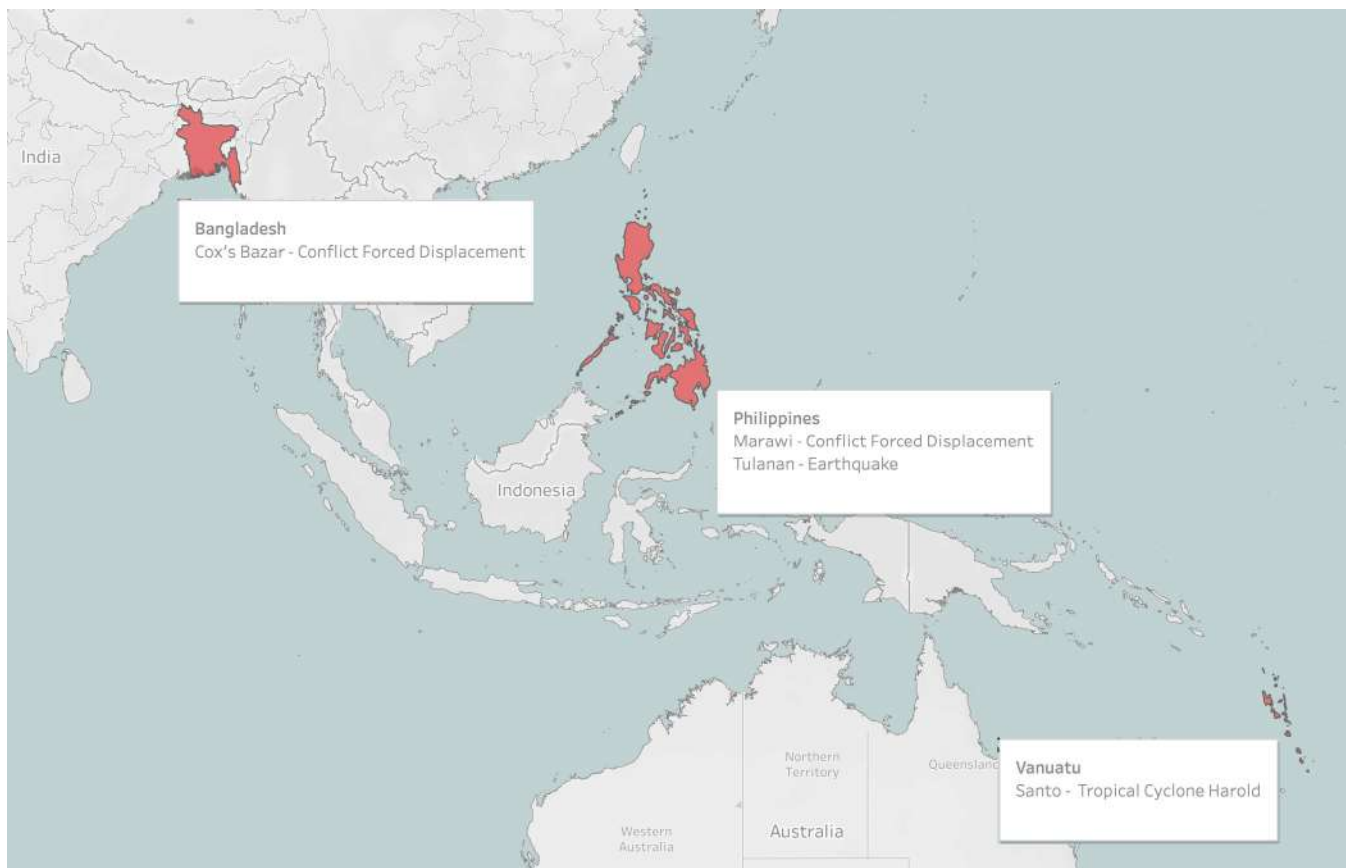 India
Bangladesh
Cox's Bazar - Conflict Forced Displacement
Philippines
Marawi - Conflict Forced Displacement
Tulanan - Earthquake
Indonesia
Vanuatu
Santo - Tropical Cyclone Harold
Northern
Territory
Queensland
Western
Australia
Australia